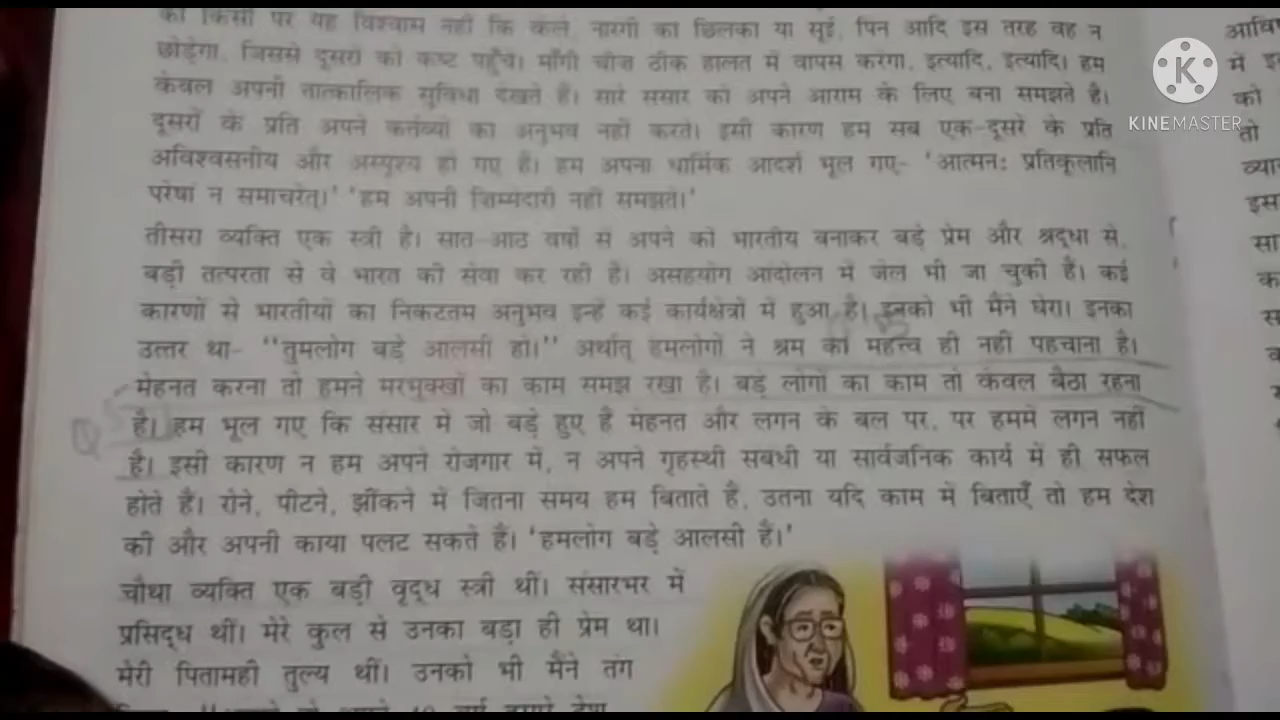 को किसी पर यह विश्वास नहीं कि केले, नारंगी का छिलका या सूई, पिन आदि इस तरह वह न
छोड़ेगा, जिससे दूसरों को कष्ट पहुँचे। माँगी चीज़ ठीक हालत में वापस करेगा, इत्यादि, इत्यादि। हम
केवल अपनी तात्कालिक सुविधा देखते हैं। सारे संसार को अपने आराम के लिए बना समझते हैं।
दूसरों के प्रति अपने कर्तव्यों का अनुभव नहीं करते। इसी कारण हम सब एक-दूसरे के प्रति
अविश्वसनीय और अस्पृश्य हो गए हैं। हम अपना धार्मिक आदर्श भूल गए- 'आत्मनः प्रतिकूलानि
परेषां न समाचरेत्।' 'हम अपनी ज़िम्मेदारी नहीं समझते।'
तीसरा व्यक्ति एक स्त्री है। सात-आठ वर्षों से अपने को भारतीय बनाकर बड़े प्रेम और श्रद्धा से,
बड़ी तत्परता से वे भारत की सेवा कर रही हैं। असहयोग आंदोलन में जेल भी जा चुकी हैं। कई
कारणों से भारतीयों का निकटतम अनुभव इन्हें कई कार्यक्षेत्रों में हुआ है। इनको भी मैंने घेरा। इनका
उत्तर था- "तुमलोग बड़े आलसी हो।" अर्थात् हमलोगों ने श्रम का महत्त्व ही नहीं पहचाना है।
मेहनत करना तो हमने मरभुक्खों का काम समझ रखा है। बड़े लोगों का काम तो केवल बैठा रहना
है। हम भूल गए कि संसार में जो बड़े हुए हैं मेहनत और लगन के बल पर, पर हममें लगन नहीं
है। इसी कारण न हम अपने रोजगार में, न अपने गृहस्थी संबंधी या सार्वजनिक कार्य में ही सफल
होते हैं। रोने, पीटने, झींकने में जितना समय हम बिताते हैं, उतना यदि काम में बिताएँ तो हम देश
की और अपनी काया पलट सकते हैं। 'हमलोग बड़े आलसी हैं।'
चौथा व्यक्ति एक बड़ी वृद्ध स्त्री थीं। संसारभर में
प्रसिद्ध थीं। मेरे कुल से उनका बड़ा ही प्रेम था।
मेरी पितामही तुल्य थीं। उनको भी मैंने तंग
को
तो
K
KINEMASTER